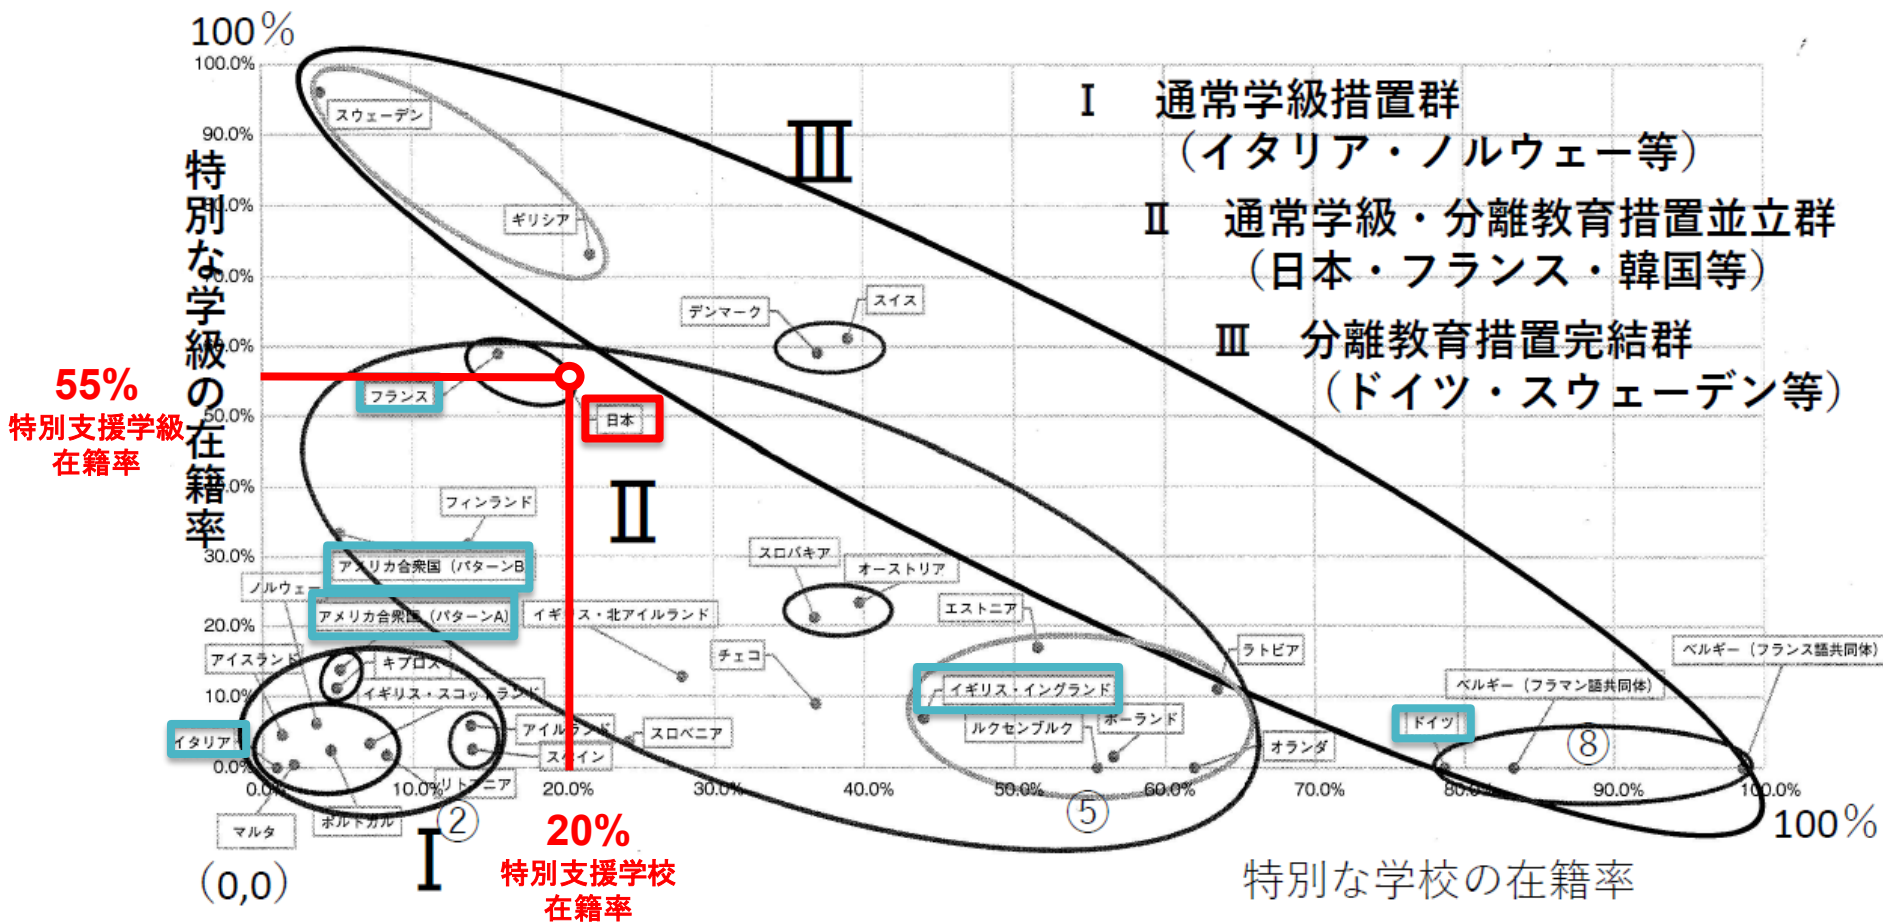 100%
100.0%
90.0%
80.0%
70.0%
60.0%
50.0%
40.0%
30.0%
20.0%
10.0%
0.0%
特別な学級の在籍率
55%
特別支援学級
在籍率
Ⅰ 通常学級措置群
（イタリア・ノルウェー等）
Ⅱ 通常学級・分離教育措置並立群
（日本・フランス・韓国等）
Ⅲ 分離教育措置完結群
（ドイツ・スウェーデン等）
Ⅲ
スウェーデン
ギリシア
デンマーク
スイス
フランス
日本
Ⅱ
フィンランド
アメリカ合衆国（パターンB
ノルウェー
アメリカ合衆国（パターンA）
イギリス・北アイルランド
スロバキア
オーストリア
エストニア
アイスランド
キプロス
チェコ
ラトビア
ベルギー（フランス語共同体）
イギリス・スコットランド
イギリス・イングランド
ベルギー（フラマン語共同体）
イタリア
アイルランド
スロベニア
ルクセンブルク
ポーランド
ドイツ
スペイン
オランダ
⑧
リトアニア
0.0%
10.0%
20.0%
30.0%
40.0%
50.0%
60.0%
70.0%
80.0%
90.0%
100.0%
マルタ
ポルトガル
②
⑤
100%
Ⅰ
(0,0)
20%
特別支援学校
在籍率
特別な学校の在籍率